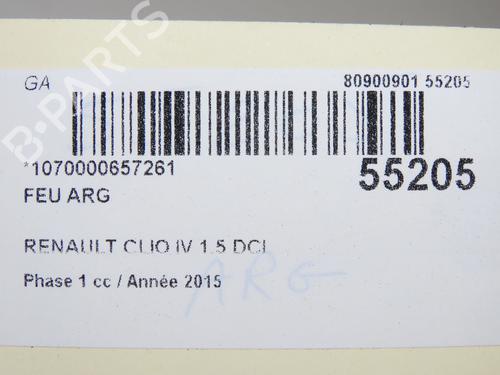 GA 80900901 55205
*1070000657261 55205
FEU ARG
RENAULT CLIO IV 1.5 DCI
Phase 1 cc / Année 2015
ARG
B-PARTS